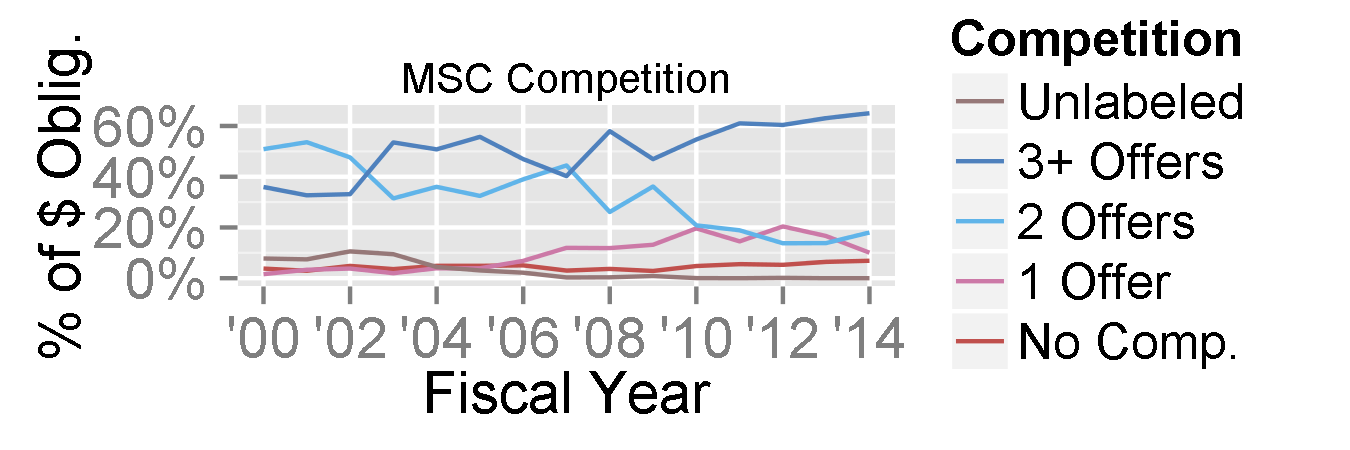 MSC Competition
% of $ Oblig.
60%
40%
20%
0%
'00 '02 '04 '06 '08 '10 '12 '14
Fiscal Year
Competition
Unlabeled
3+ Offers
2 Offers
1 Offer
No Comp.